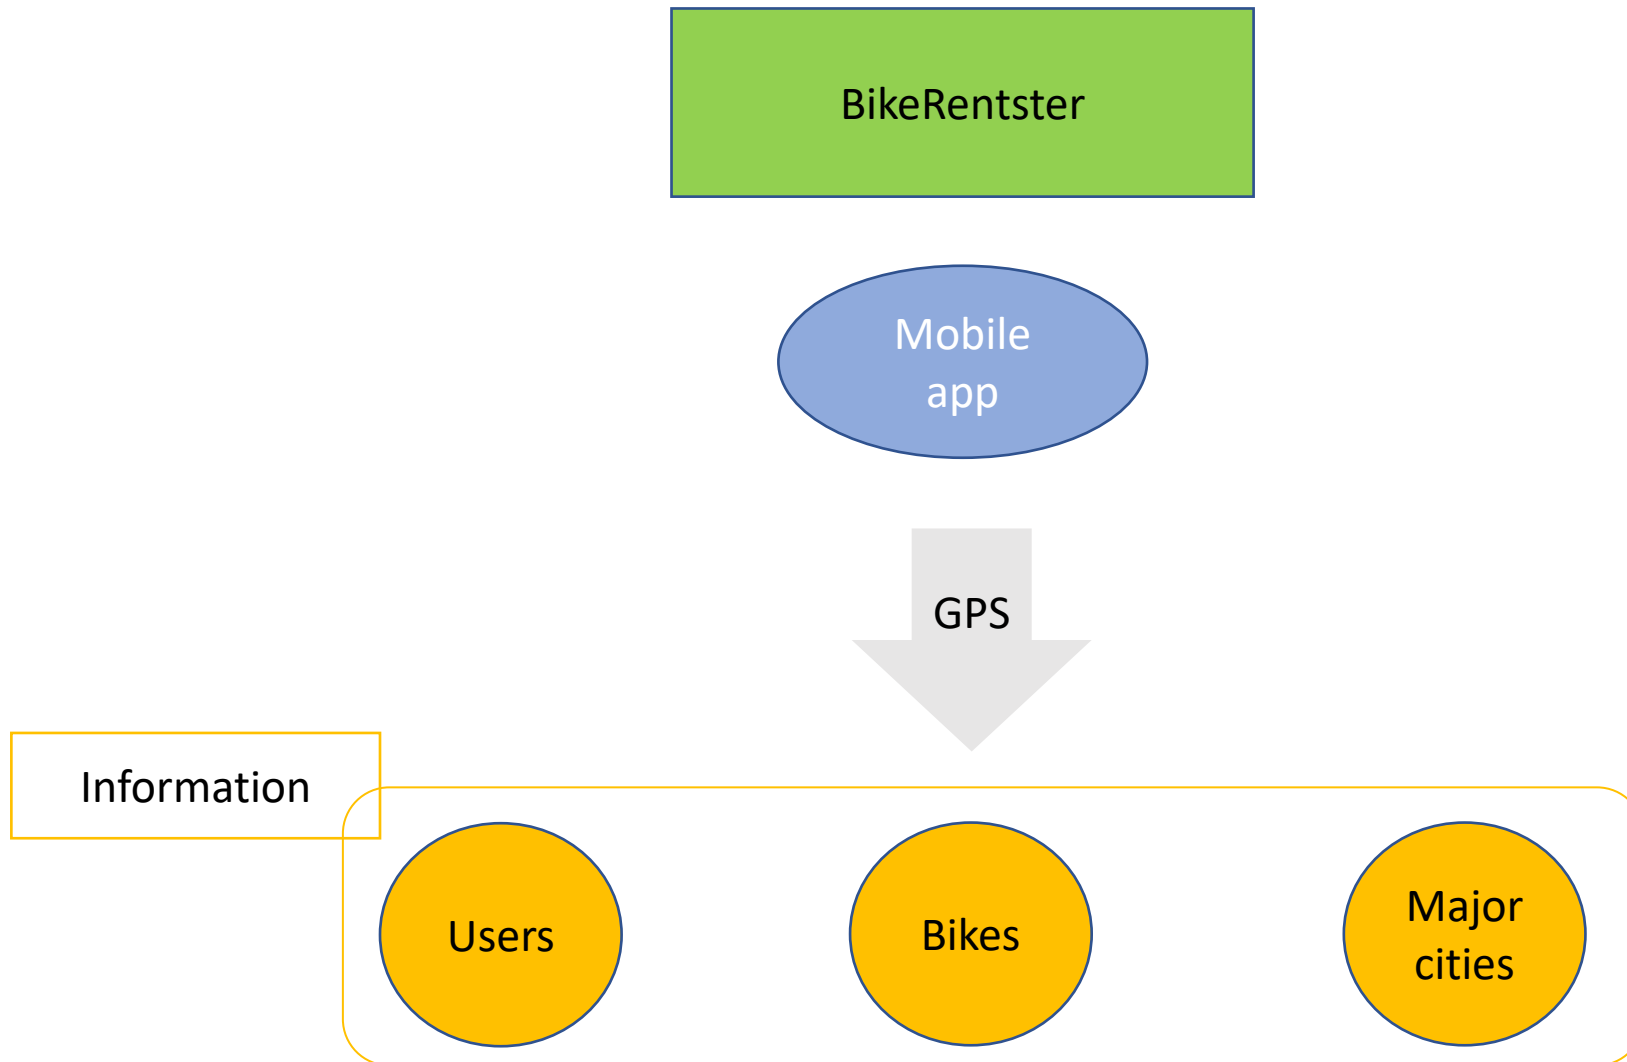 BikeRentster
Mobile
app
GPS
Information
Users
Bikes
Major
cities